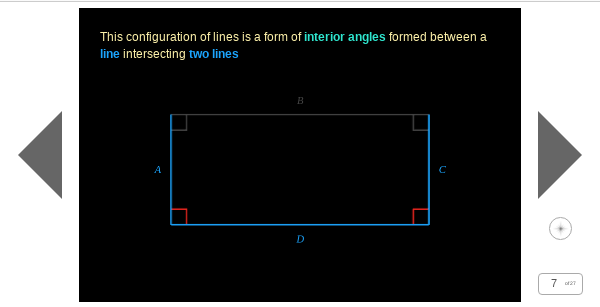 This configuration of lines is a form of interior angles formed between a
line intersecting two lines
B
A
C
D
7 of 27